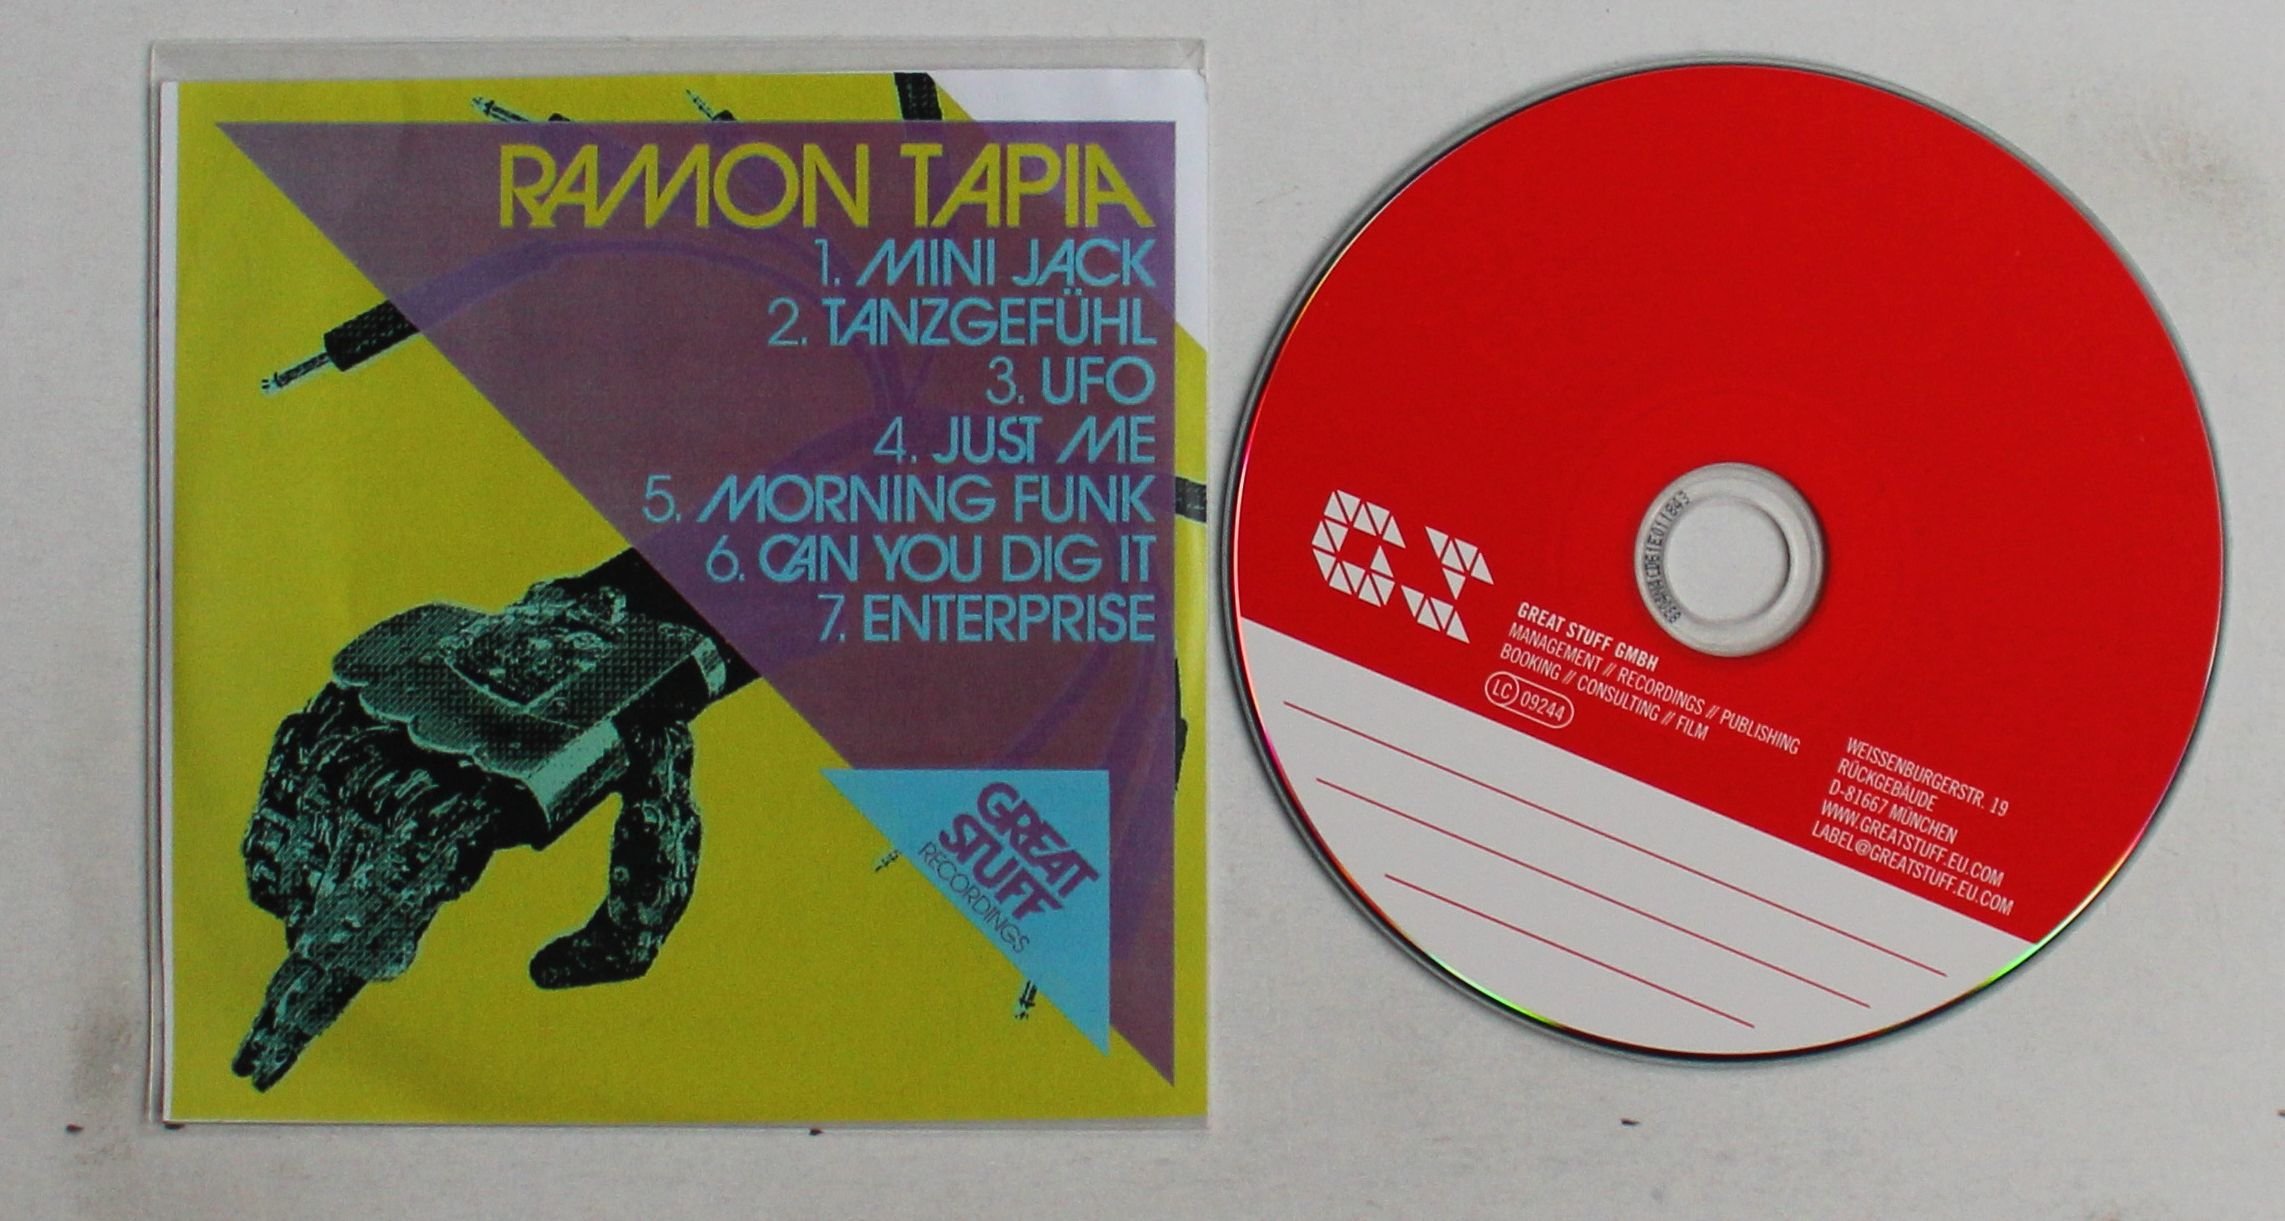 RAMON TAPIA
1. MINI JACK
2. TANZGEFÜHL
3. UFO
4. JUST ME
5. MORNING FUNK
6. CAN YOU DIG IT
7. ENTERPRISE
GREAT
STUFF
RECORDINGS
GS
GREAT STUFF GMBH
MANAGEMENT // RECORDINGS // PUBLISHING
BOOKING // CONSULTING // FILM
LC 09244
WEISSENBURGERSTR. 19
RÜCKGEBÄUDE
D-81667 MÜNCHEN
WWW.GREATSTUFF.EU.COM
LABEL@GREATSTUFF.EU.COM